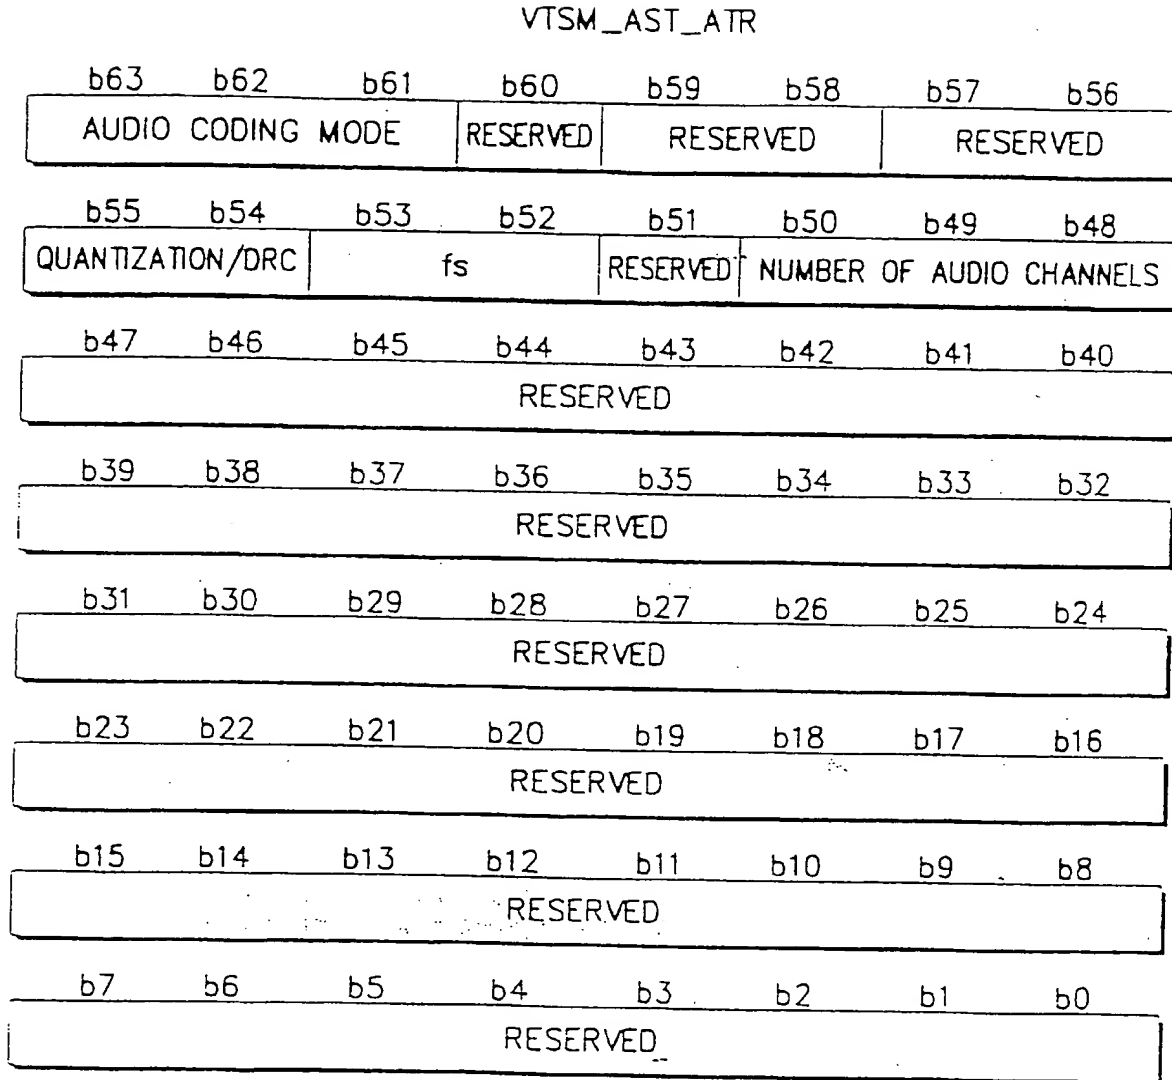 VTSM_AST_ATR
b63 b62 b61 b60 b59 b58 b57 b56
AUDIO CODING MODE RESERVED RESERVED RESERVED
b55 b54 b53 b52 b51 b50 b49 b48
QUANTIZATION/DRC fs RESERVED NUMBER OF AUDIO CHANNELS
b47 b46 b45 b44 b43 b42 b41 b40
RESERVED
b39 b38 b37 b36 b35 b34 b33 b32
RESERVED
b31 b30 b29 b28 b27 b26 b25 b24
RESERVED
b23 b22 b21 b20 b19 b18 b17 b16
RESERVED
b15 b14 b13 b12 b11 b10 b9 b8
RESERVED
b7 b6 b5 b4 b3 b2 b1 b0
RESERVED